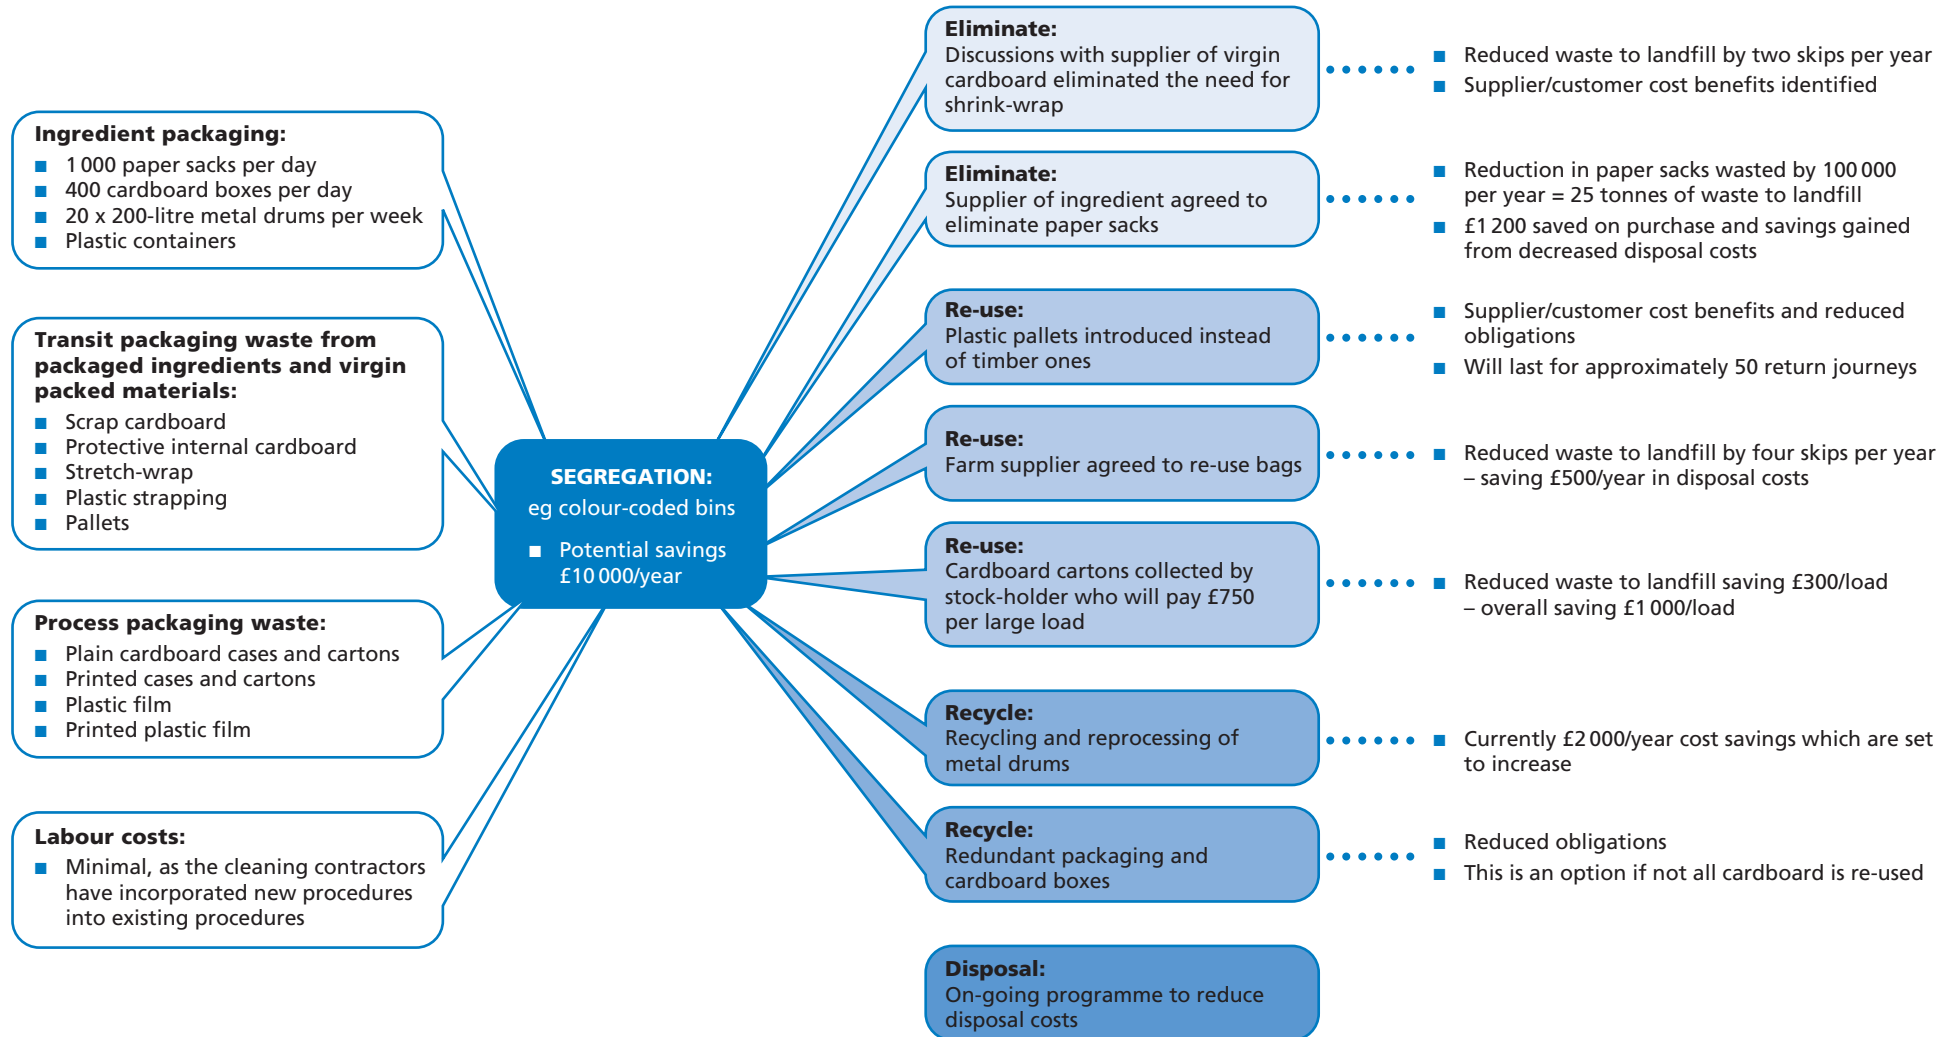 Ingredient packaging:
■ 1 000 paper sacks per day
■ 400 cardboard boxes per day
■ 20 x 200-litre metal drums per week
■ Plastic containers
Transit packaging waste from
packaged ingredients and virgin
packed materials:
■ Scrap cardboard
■ Protective internal cardboard
■ Stretch-wrap
■ Plastic strapping
■ Pallets
Process packaging waste:
■ Plain cardboard cases and cartons
■ Printed cases and cartons
■ Plastic film
■ Printed plastic film
Labour costs:
■ Minimal, as the cleaning contractors
have incorporated new procedures
into existing procedures
SEGREGATION:
eg colour-coded bins
■ Potential savings
£10 000/year
Eliminate:
Discussions with supplier of virgin
cardboard eliminated the need for
shrink-wrap
■ Reduced waste to landfill by two skips per year
■ Supplier/customer cost benefits identified
Eliminate:
Supplier of ingredient agreed to
eliminate paper sacks
■ Reduction in paper sacks wasted by 100 000
per year = 25 tonnes of waste to landfill
■ £1 200 saved on purchase and savings gained
from decreased disposal costs
Re-use:
Plastic pallets introduced instead
of timber ones
■ Supplier/customer cost benefits and reduced
obligations
■ Will last for approximately 50 return journeys
Re-use:
Farm supplier agreed to re-use bags
■ Reduced waste to landfill by four skips per year
– saving £500/year in disposal costs
Re-use:
Cardboard cartons collected by
stock-holder who will pay £750
per large load
■ Reduced waste to landfill saving £300/load
– overall saving £1 000/load
Recycle:
Recycling and reprocessing of
metal drums
■ Currently £2 000/year cost savings which are set
to increase
Recycle:
Redundant packaging and
cardboard boxes
■ Reduced obligations
■ This is an option if not all cardboard is re-used
Disposal:
On-going programme to reduce
disposal costs